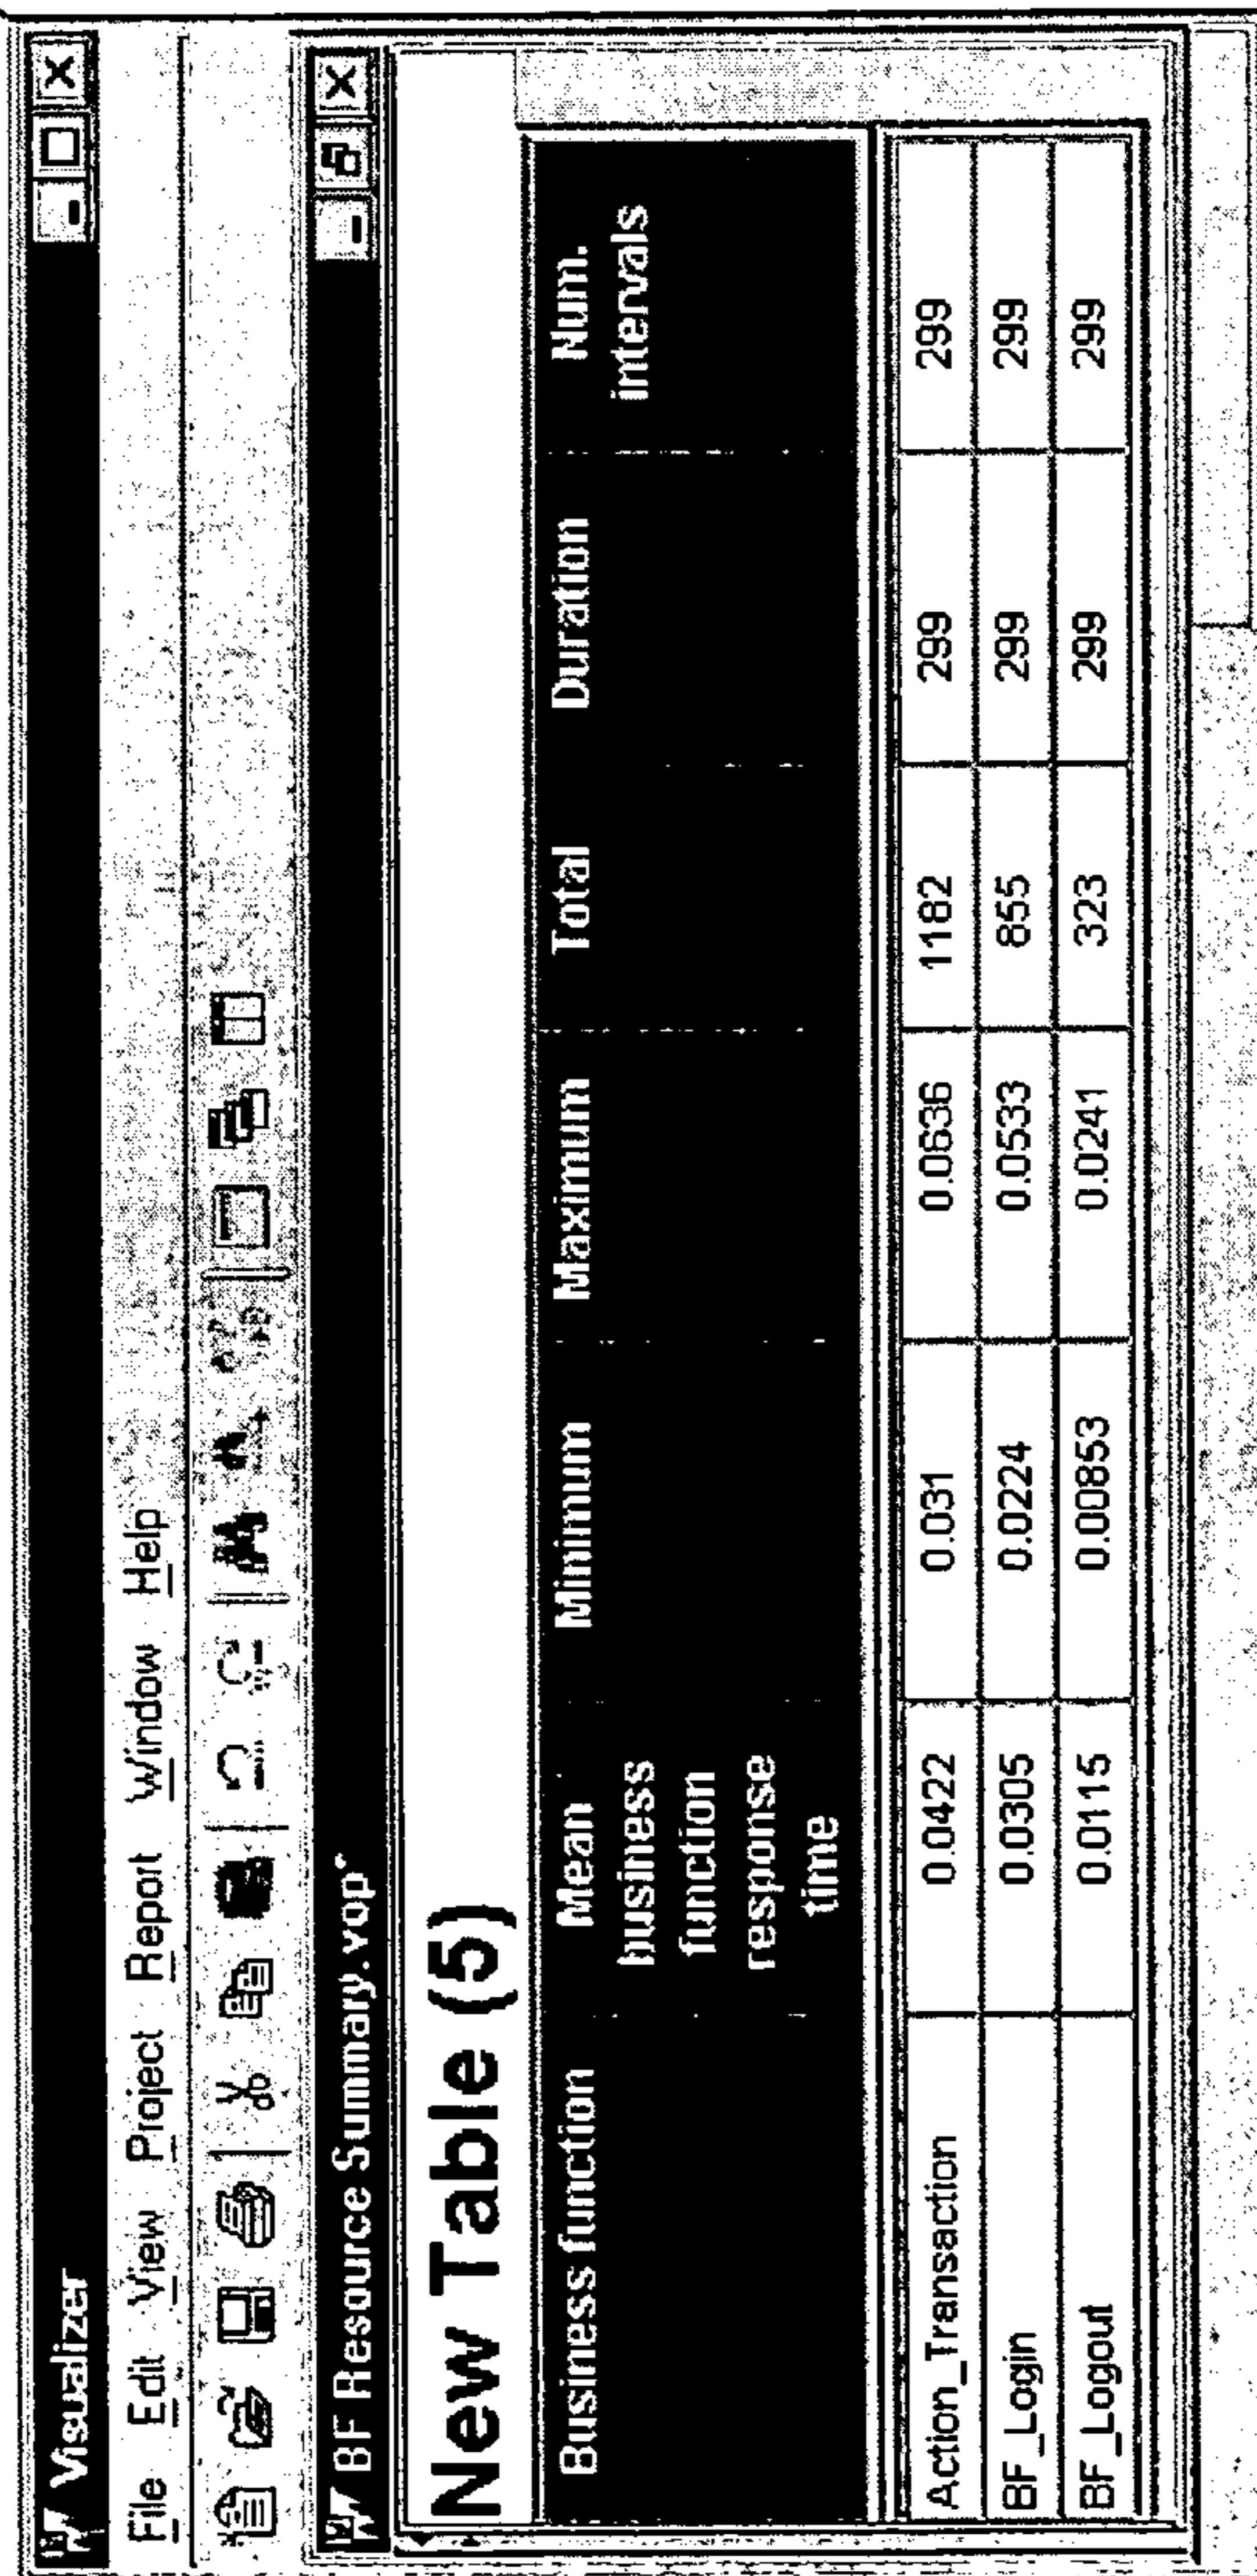 Visualizer
File Edit View Project Report Window Help
BF Resource Summary.vop*
New Table (5)
Business function Mean business function response time Minimum Maximum Total Duration Num. intervals
Action_Transaction 0.0422 0.031 0.0636 1182 299 299
BF_Login 0.0305 0.0224 0.0533 855 299 299
BF_Logout 0.0115 0.00853 0.0241 323 299 299